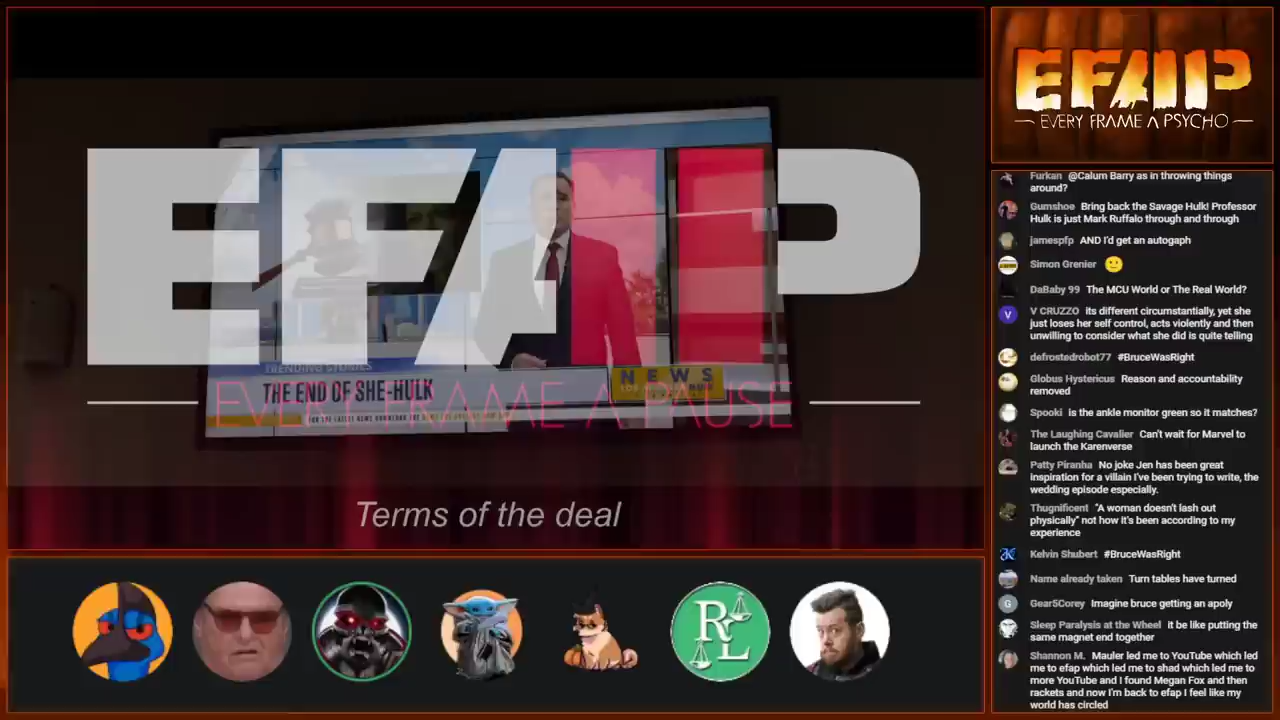 EFAP
EVERY FRAME A PAUSE
TRENDING STORIES
THE END OF SHE-HULK
NEWS
Terms of the deal
EFAP
EVERY FRAME A PSYCHO
Furkan @Calum Barry as in throwing things
around?
Gumshoe Bring back the Savage Hulk! Professor
Hulk is just Mark Ruffalo through and through
jamespfp AND I'd get an autogaph
Simon Grenier 🙂
DaBaby 99 The MCU World or The Real World?
V CRUZZO its different circumstantially, yet she
just loses her self control, acts violently and then
unwilling to consider what she did is quite telling
defrostedrobot77 #BruceWasRight
Globus Hystericus Reason and accountability
removed
Spooki is the ankle monitor green so it matches?
The Laughing Cavalier Can't wait for Marvel to
launch the Karenverse
Patty Piranha No joke Jen has been great
inspiration for a villain I've been trying to write, the
wedding episode especially.
Thugnificent "A woman doesn't lash out
physically" not how it's been according to my
experience
Kelvin Shubert #BruceWasRight
Name already taken Turn tables have turned
Gear5Corey Imagine bruce getting an apoly
Sleep Paralysis at the Wheel it be like putting the
same magnet end together
Shannon M. Mauler led me to YouTube which led
me to efap which led me to shad which led me to
more YouTube and I found Megan Fox and then
rackets and now I'm back to efap I feel like my
world has circled
V
G
R
L